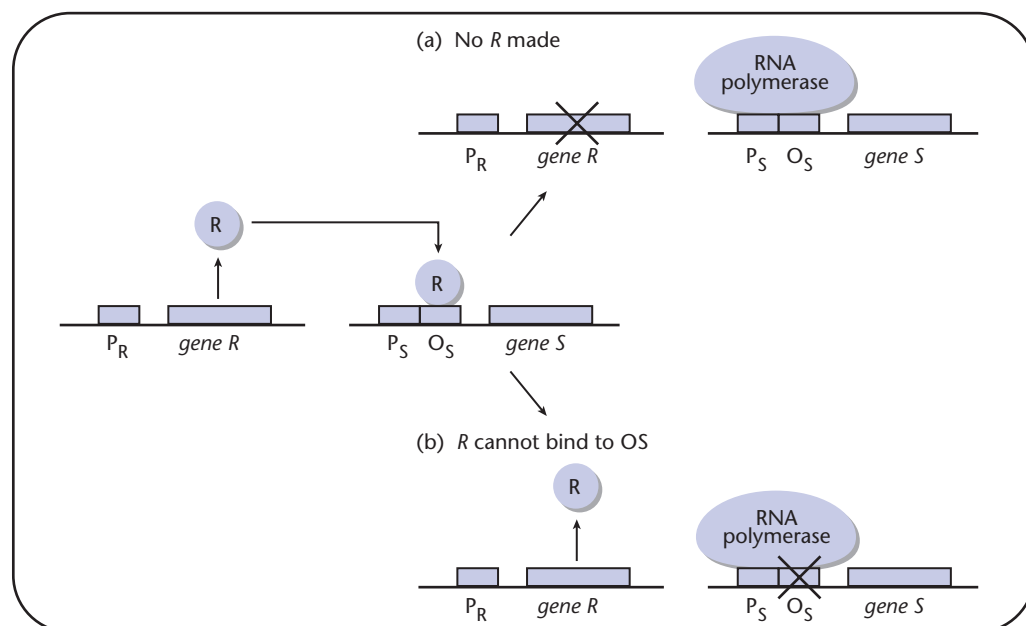 (a) No R made
RNA
polymerase
P_R gene R P_S O_S gene S
R
R
P_R gene R P_S O_S gene S
(b) R cannot bind to OS
R
RNA
polymerase
P_R gene R P_S O_S gene S